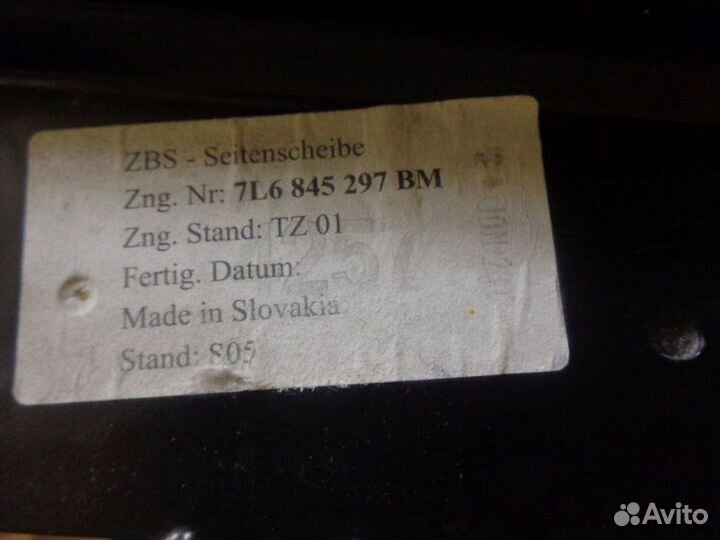 ZBS - Seitenscheibe
Zng. Nr: 7L6 845 297 BM
Zng. Stand: TZ 01
Fertig. Datum:
Made in Slovakia
Stand: S05
257
Avito